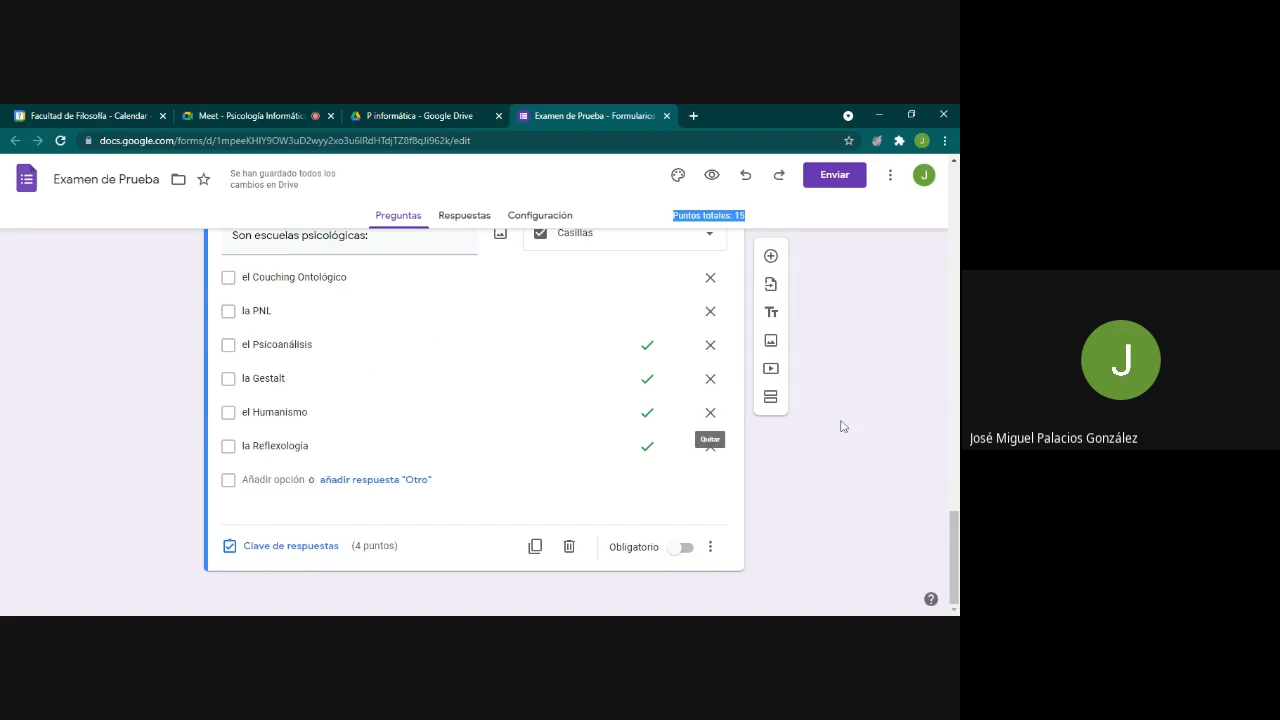 Facultad de Filosofía - Calendar
Meet - Psicología Informátic
P informática - Google Drive
Examen de Prueba - Formularios
docs.google.com/forms/d/1mpeeKHIY9OW3uD2wyy2xo3u6lRdHTdjTZ8f8qJi962k/edit
J
Examen de Prueba
Se han guardado todos los
cambios en Drive
Enviar
J
Preguntas
Respuestas
Configuración
Puntos totales: 15
Son escuelas psicológicas:
Casillas
el Couching Ontológico
la PNL
el Psicoanálisis
la Gestalt
el Humanismo
Quitar
la Reflexología
Añadir opción o añadir respuesta "Otro"
Clave de respuestas (4 puntos)
Obligatorio
Tт
J
José Miguel Palacios González